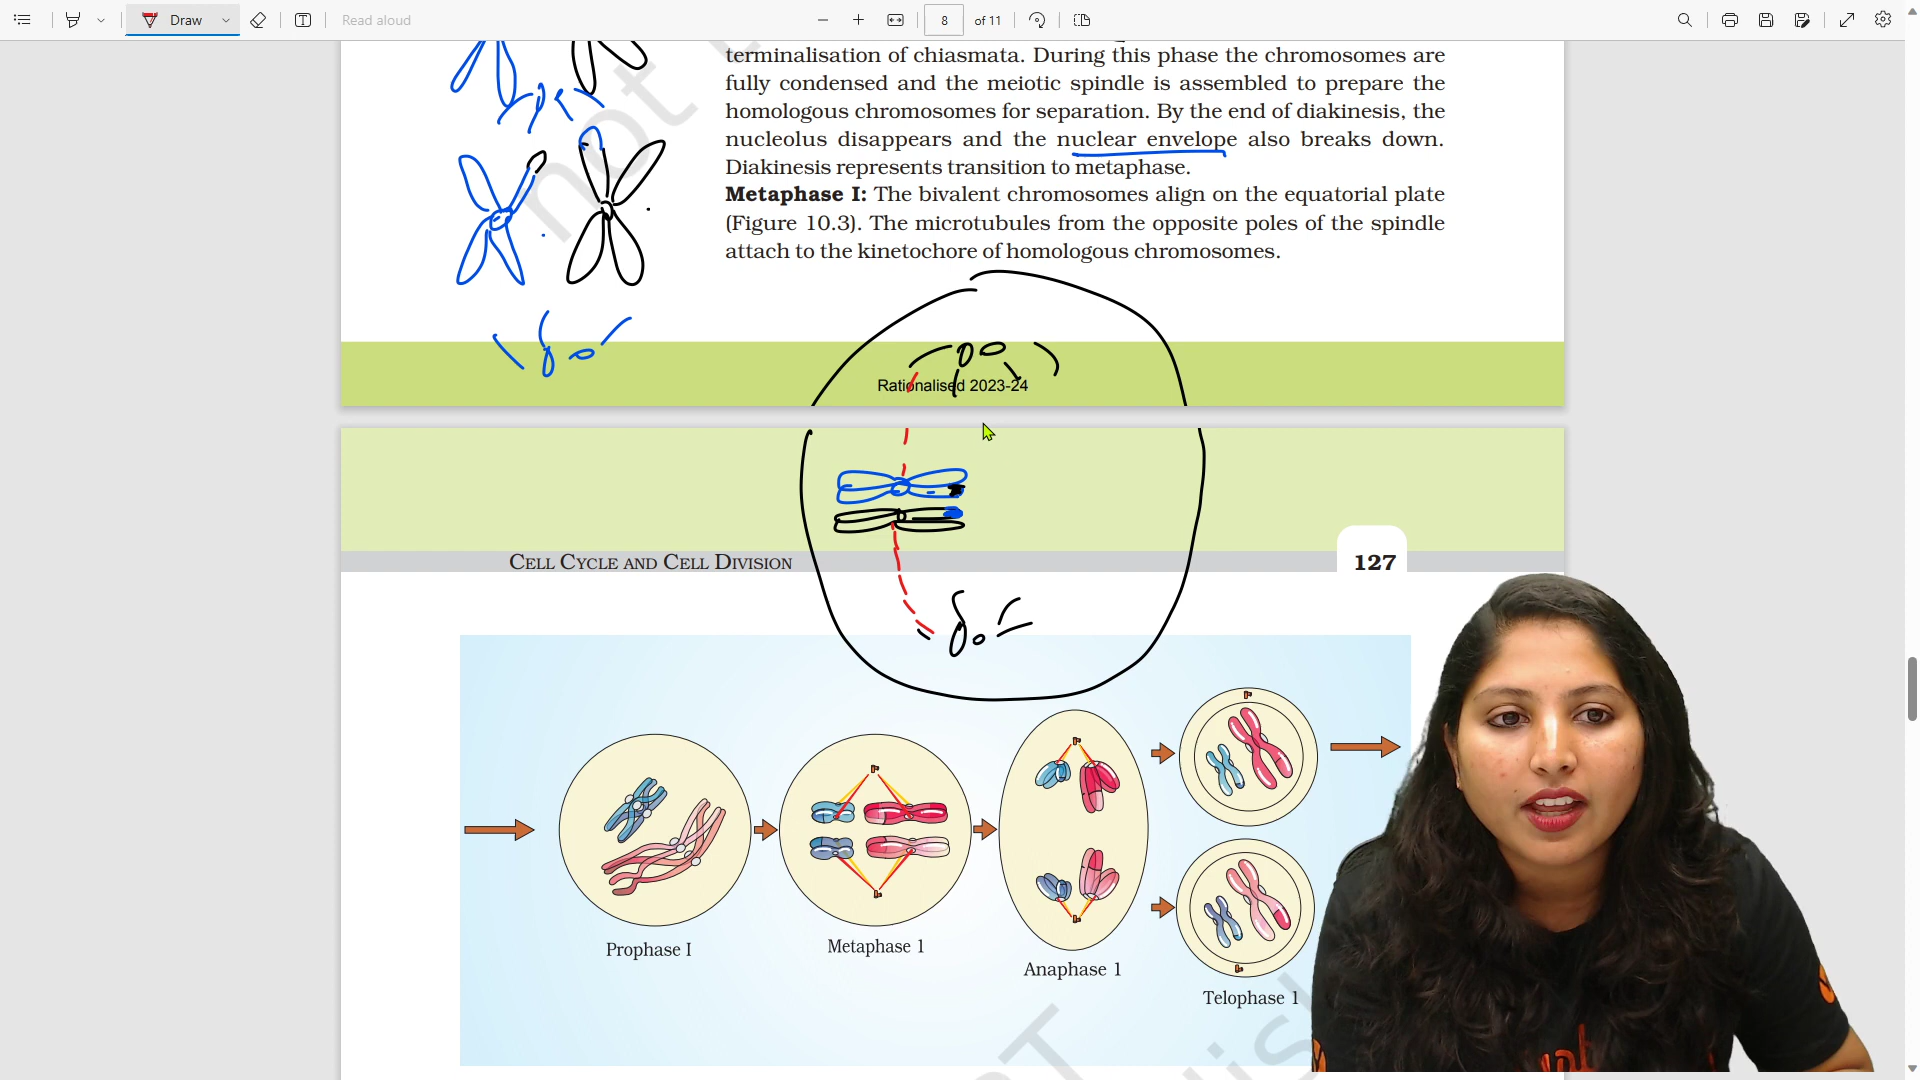 Draw
Read aloud
8 of 11
terminalisation of chiasmata. During this phase the chromosomes are
fully condensed and the meiotic spindle is assembled to prepare the
homologous chromosomes for separation. By the end of diakinesis, the
nucleolus disappears and the nuclear envelope also breaks down.
Diakinesis represents transition to metaphase.
Metaphase I: The bivalent chromosomes align on the equatorial plate
(Figure 10.3). The microtubules from the opposite poles of the spindle
attach to the kinetochore of homologous chromosomes.
not
Rationalised 2023-24
CELL CYCLE AND CELL DIVISION
127
Prophase I
Metaphase 1
Anaphase 1
Telophase 1